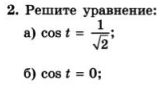 2. Решите уравнение:
а) cos t = 1/√2;
б) cos t = 0;